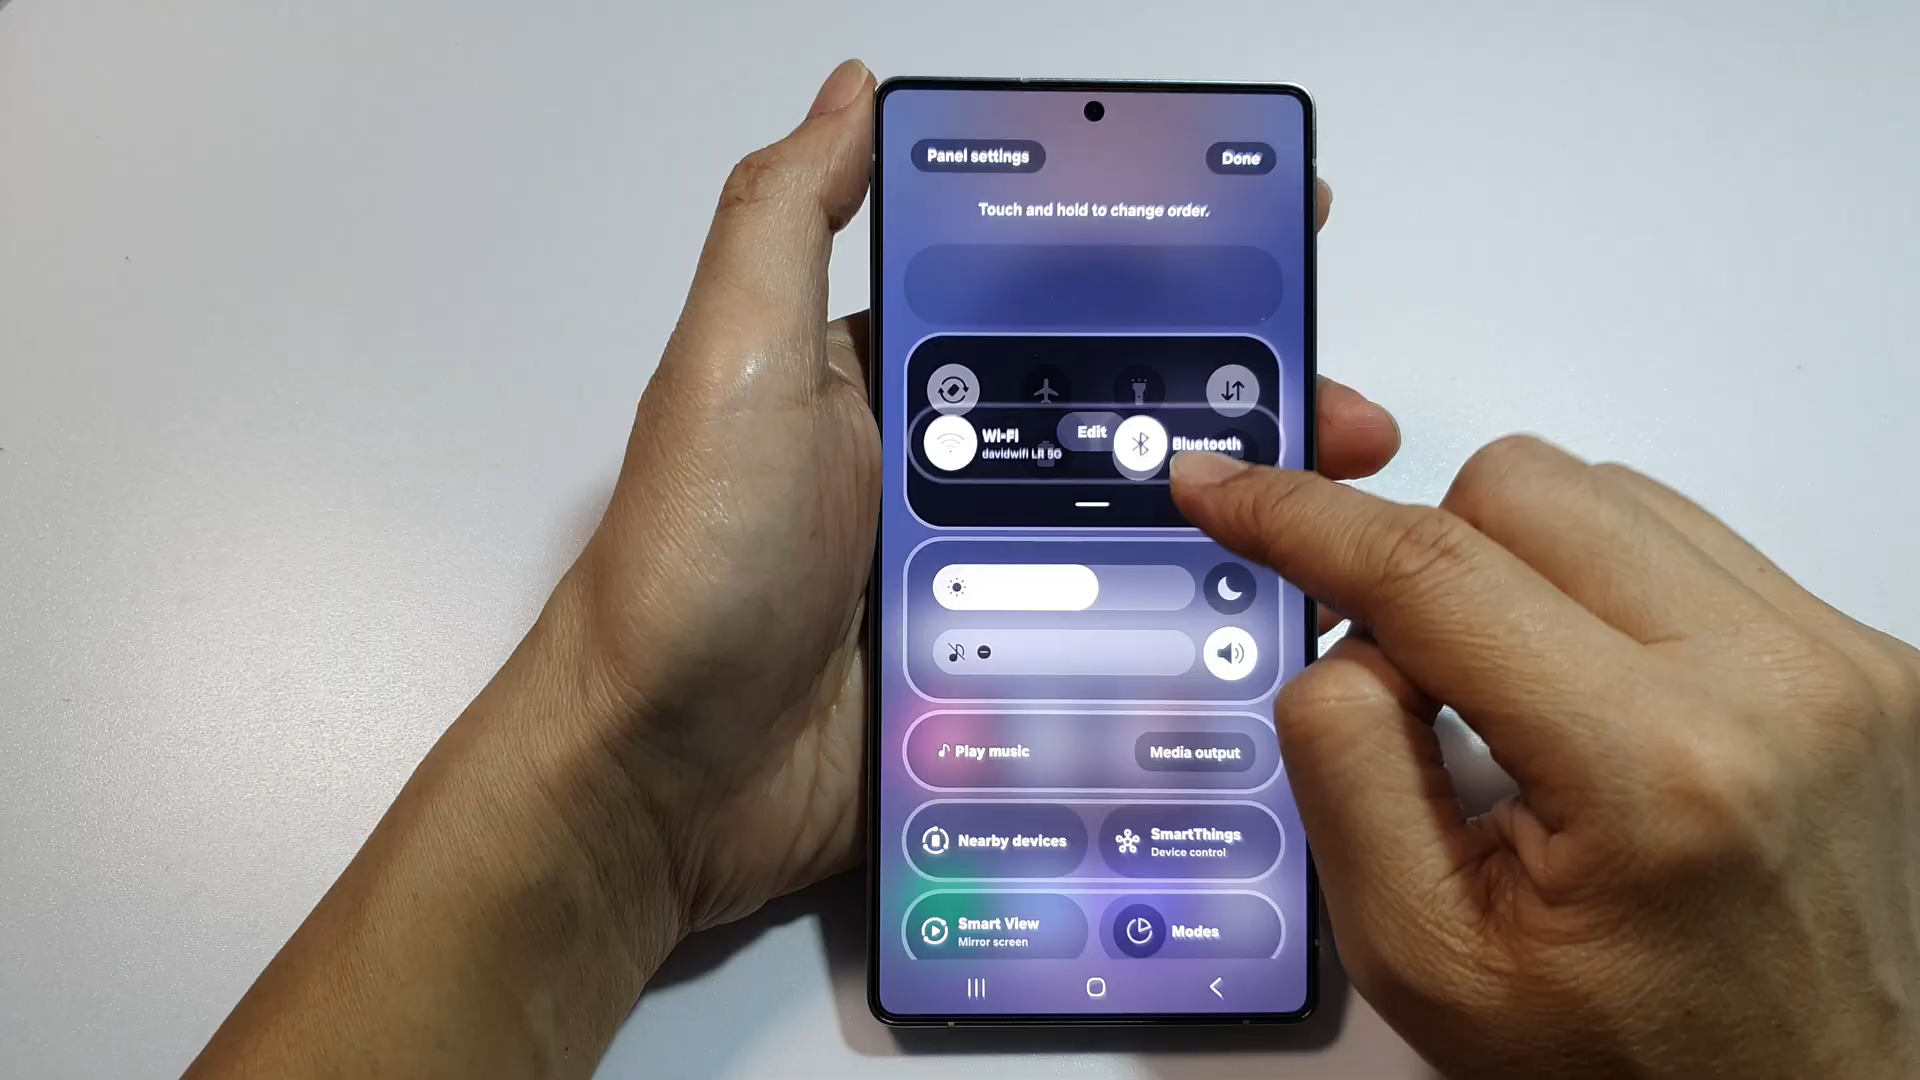 Panel settings
Done
Touch and hold to change order.
Wi-Fi
davidwifi LR 5G
Edit
Bluetooth
Play music
Media output
Nearby devices
SmartThings
Device control
Smart View
Mirror screen
Modes